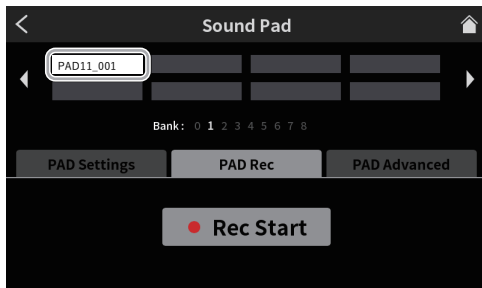 Sound Pad
PAD11_001
Bank: 0 1 2 3 4 5 6 7 8
PAD Settings PAD Rec PAD Advanced
Rec Start